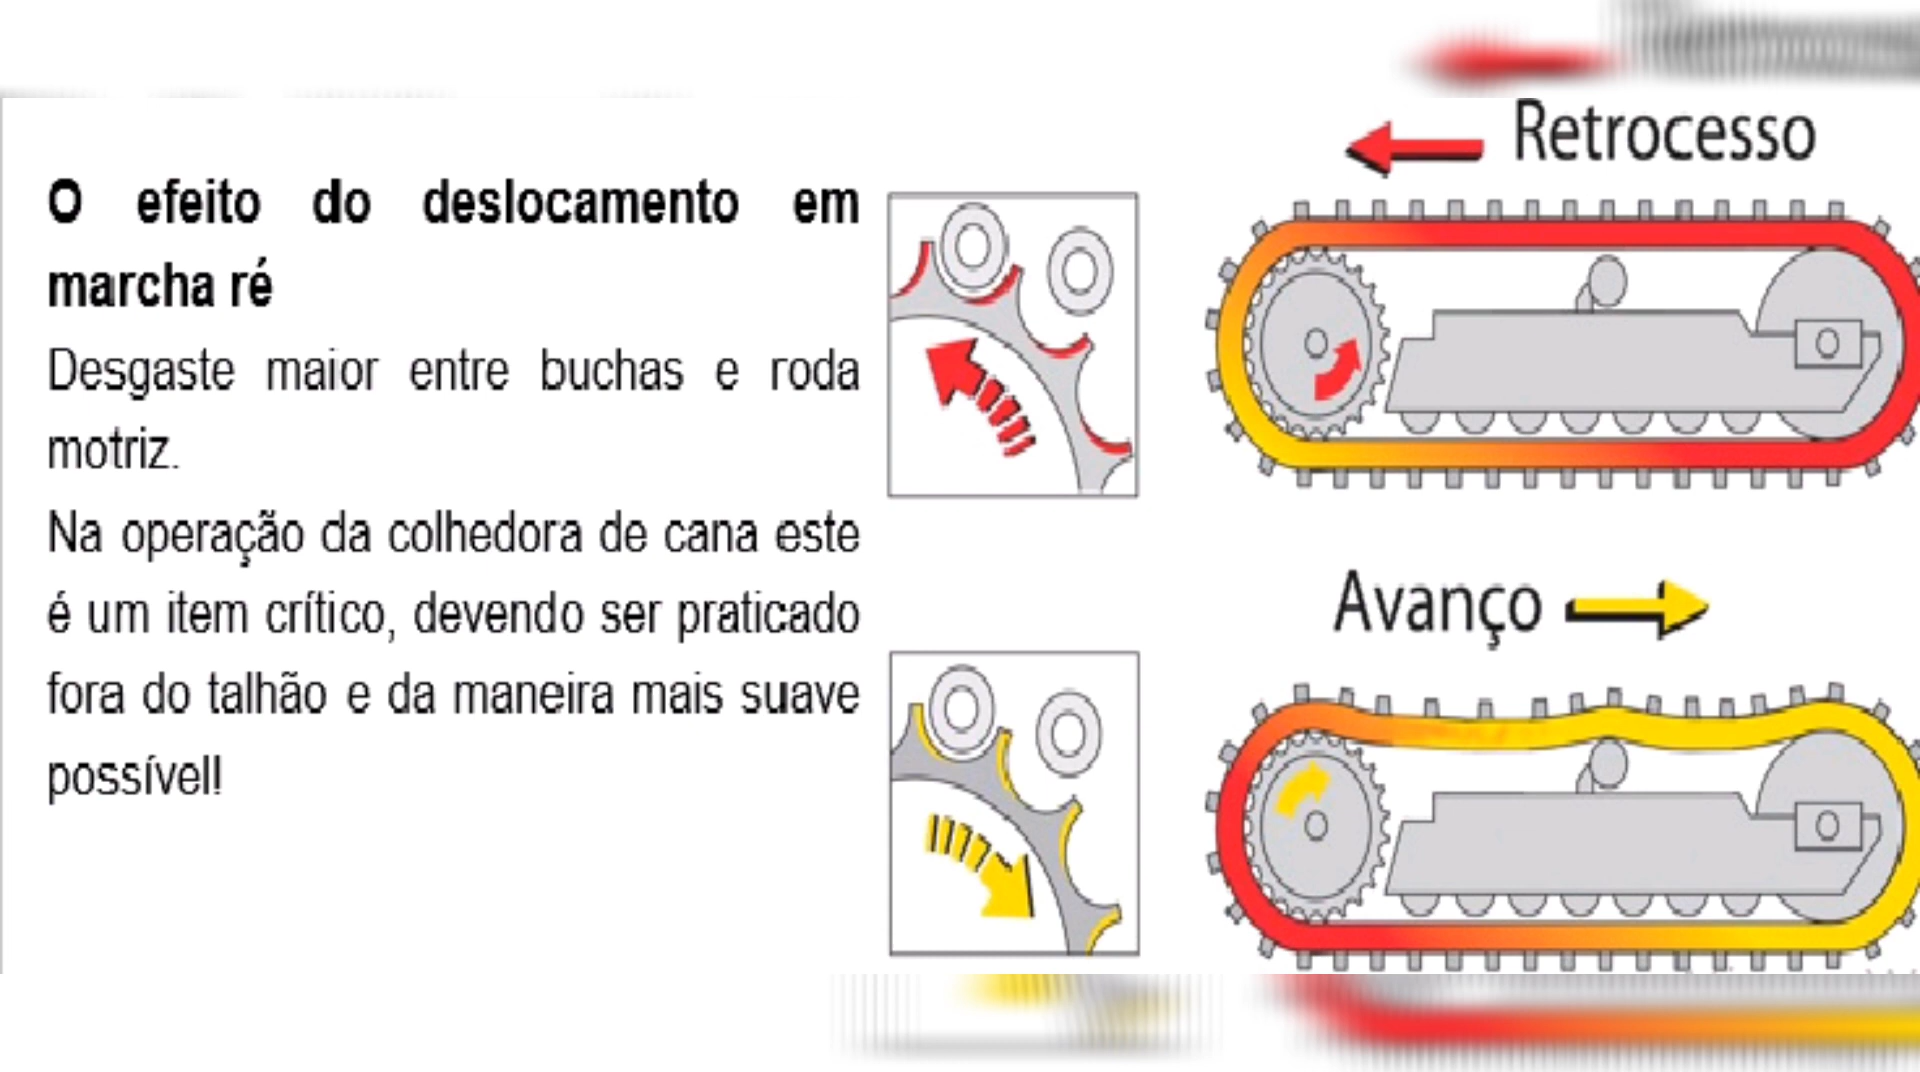 O efeito do deslocamento em
marcha ré
Desgaste maior entre buchas e roda
motriz.
Na operação da colhedora de cana este
é um item crítico, devendo ser praticado
fora do talhão e da maneira mais suave
possível!
Retrocesso
Avanço